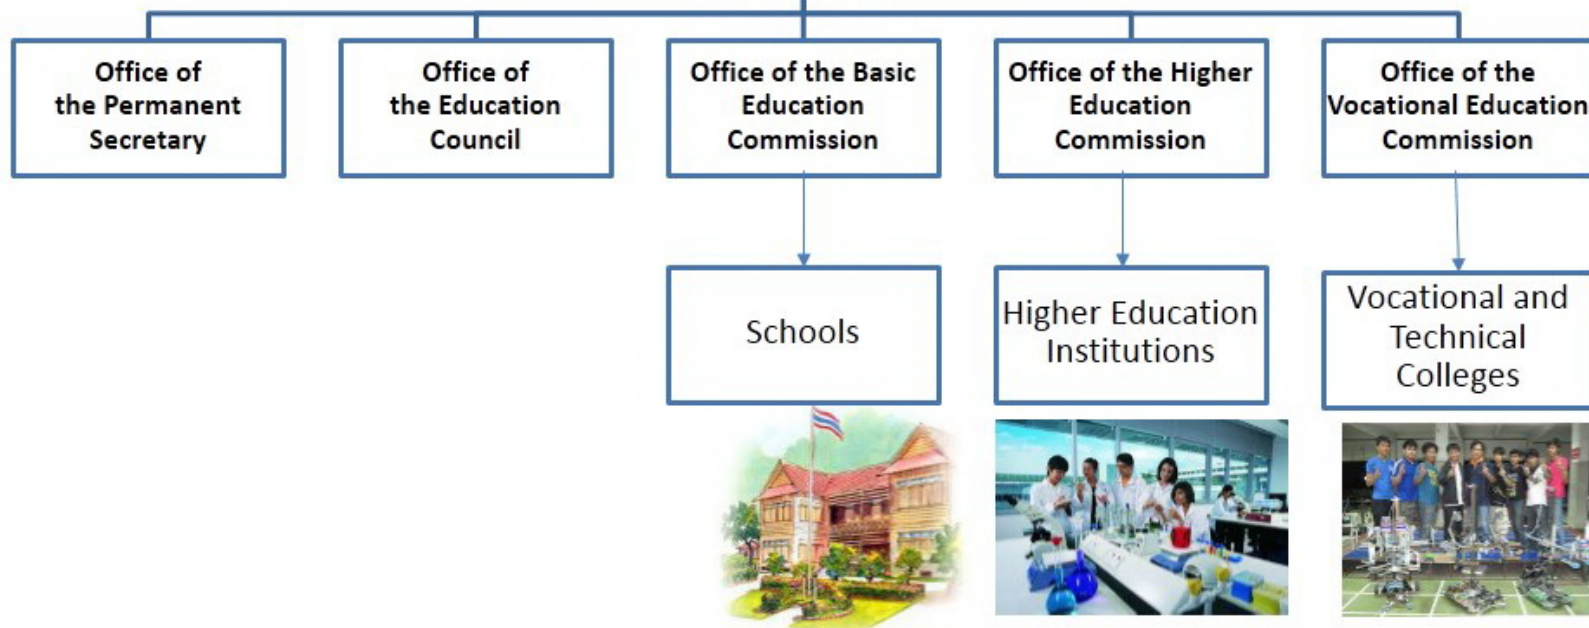 Office of
the Permanent
Secretary
Office of
the Education
Council
Office of the Basic
Education
Commission
Office of the Higher
Education
Commission
Office of the
Vocational Education
Commission
Schools
Higher Education
Institutions
Vocational and
Technical
Colleges